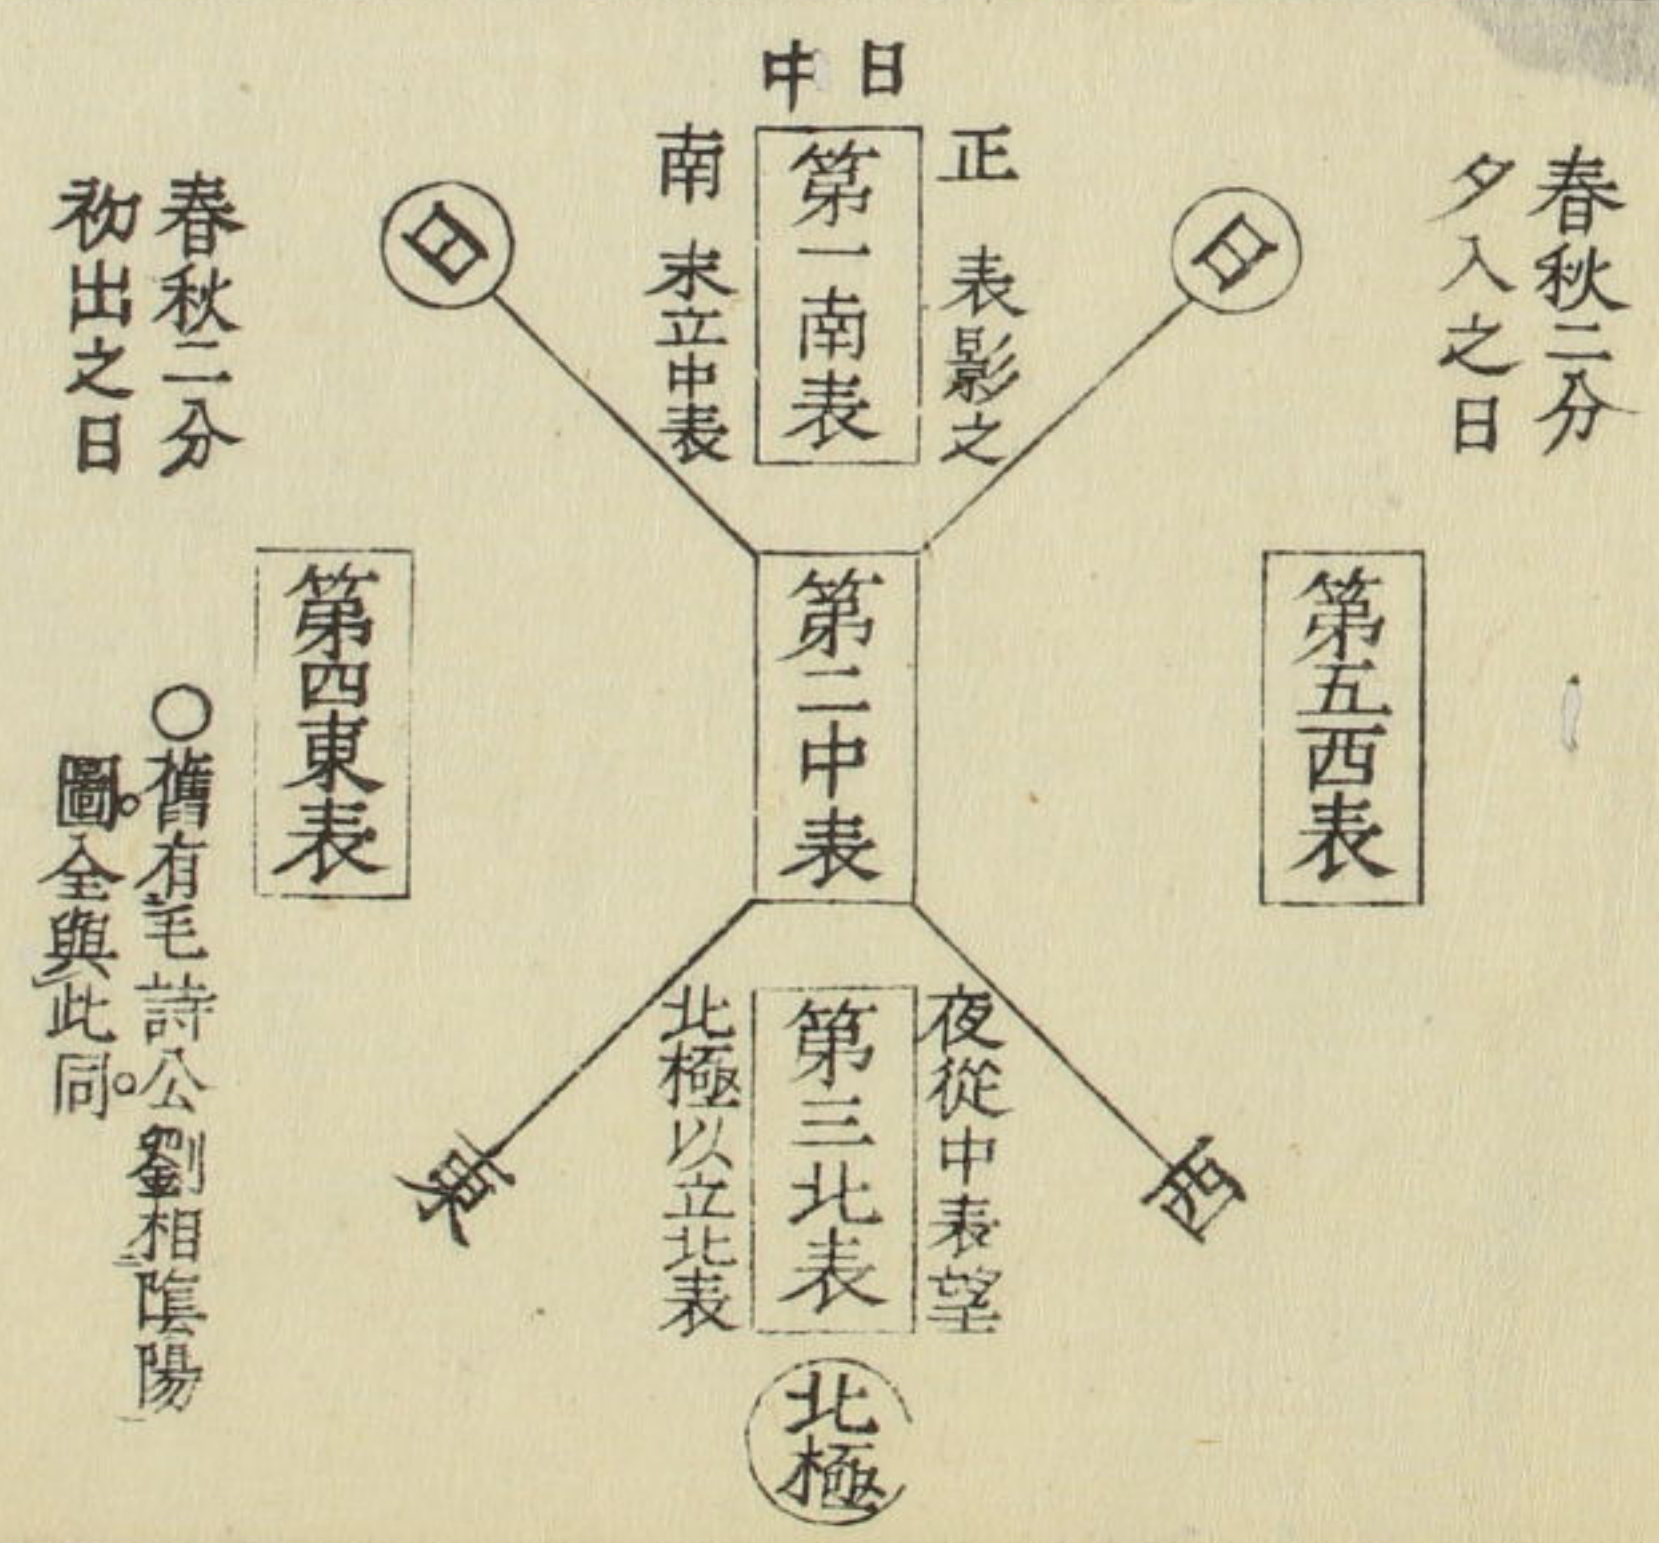 日中
春秋二分
夕入之日
日
正
表影之
第一南表
南
末立中表
日
春秋二分
初出之日
第五西表
第二中表
第四東表
夜從中表望
第三北表
北極以立北表
西
東
北極
○舊有毛詩公劉相陰陽
圖。全與此同。